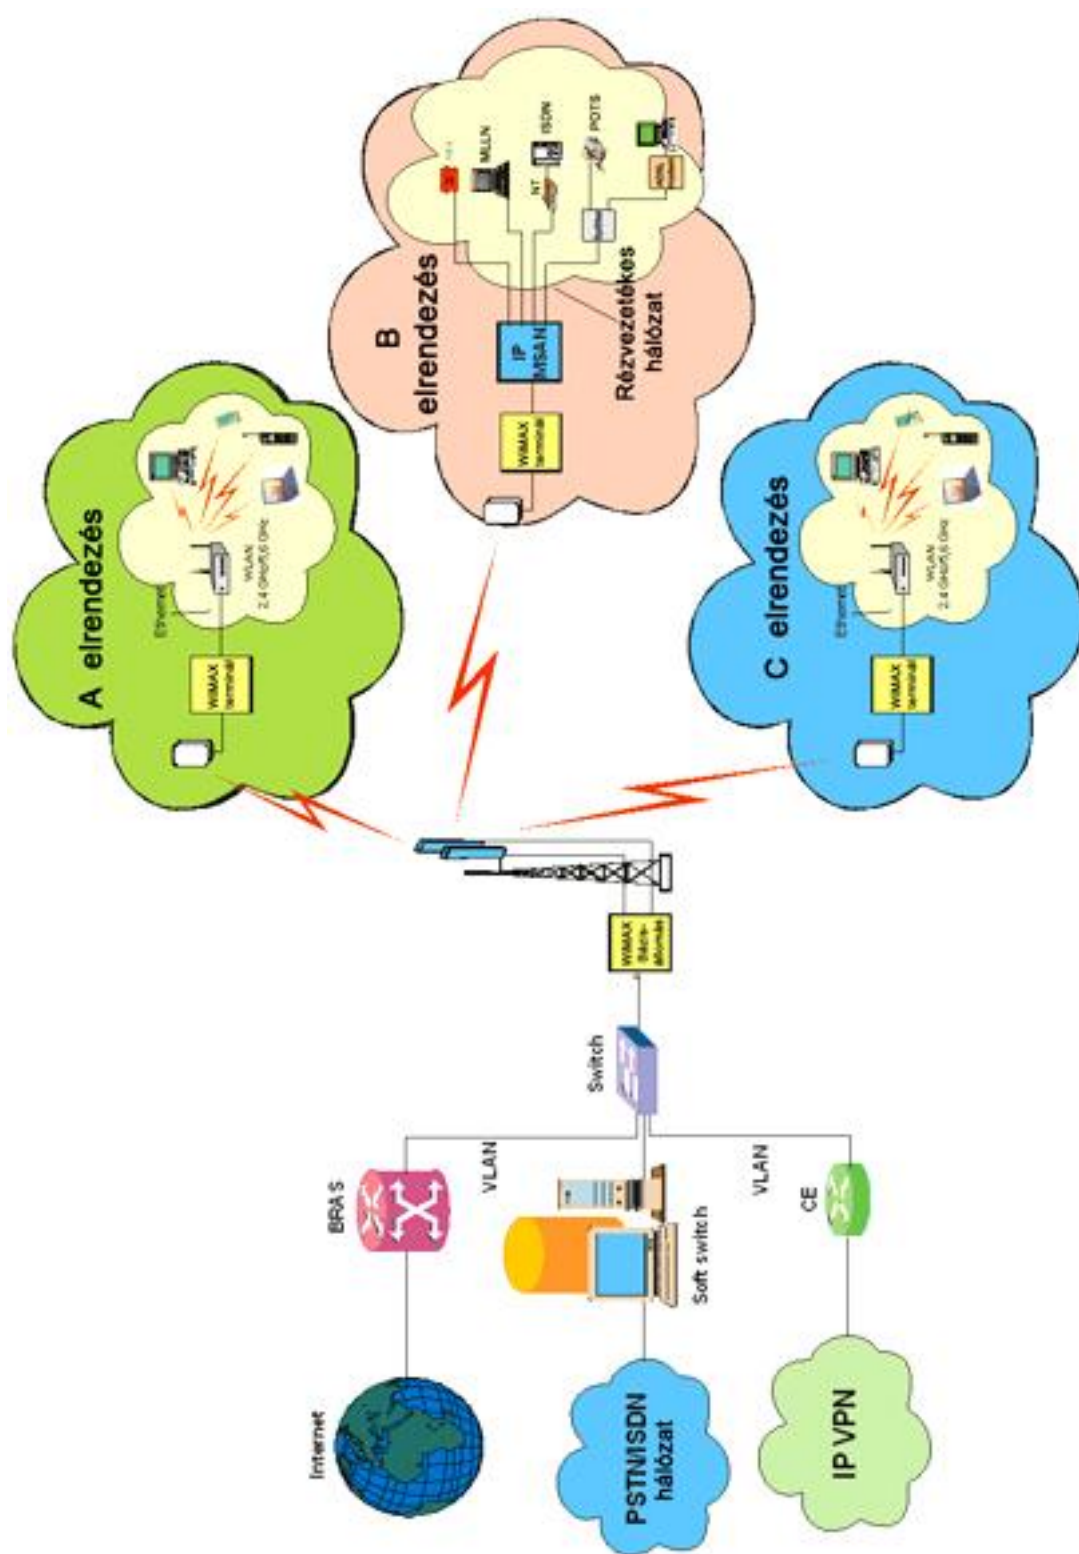 A elrendezés
WiMAX
terminál
Ethernet
WLAN
2,4 GHz/5,6 GHz
B
elrendezés
WiMAX
terminál
IP
MSAN
MLLN
NT
ISDN
POTS
Rézvezetékes
hálózat
C elrendezés
WiMAX
terminál
Ethernet
WLAN
2,4 GHz/5,6 GHz
WiMAX
Bázis-
állomás
Switch
VLAN
VLAN
BRAS
Soft switch
CE
Internet
PSTN/ISDN
hálózat
IP VPN